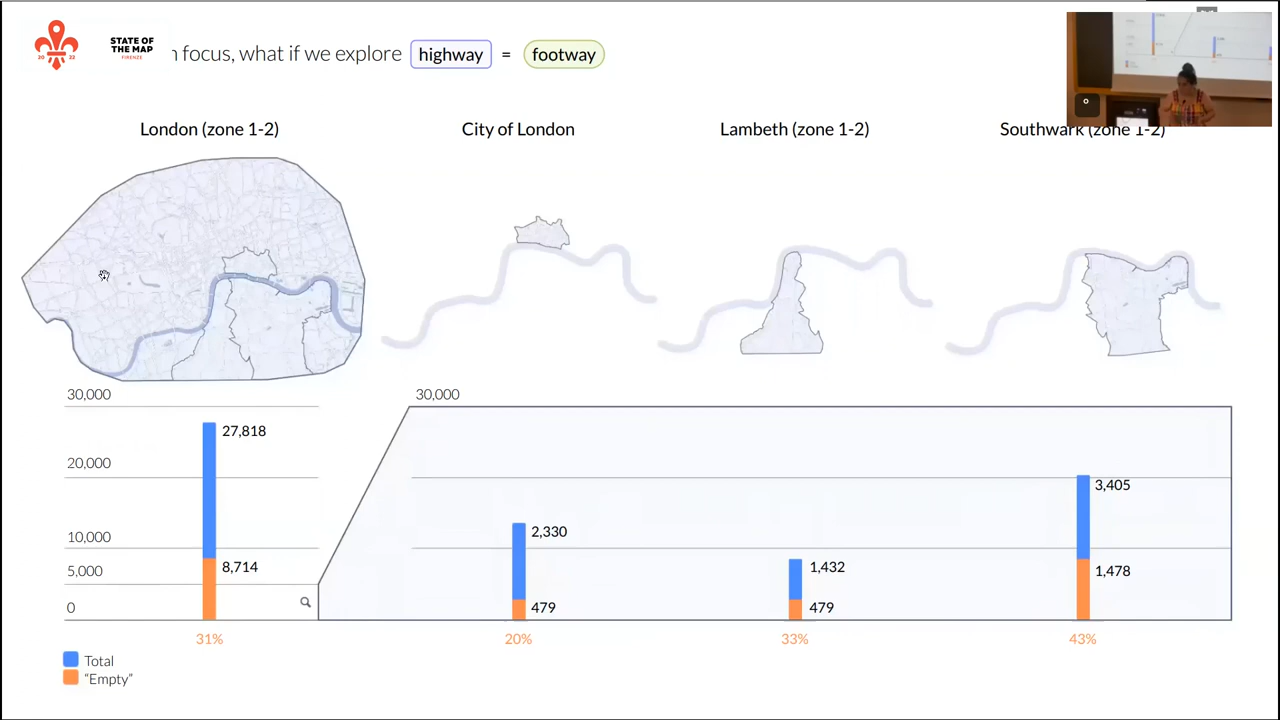 STATE OF
THE MAP
FIRENZE
20 22
n focus, what if we explore highway = footway
London (zone 1-2)
City of London
Lambeth (zone 1-2)
Southwark (zone 1-2)
30,000
20,000
10,000
5,000
0
27,818
8,714
31%
30,000
2,330
479
20%
1,432
479
33%
3,405
1,478
43%
Total
"Empty"